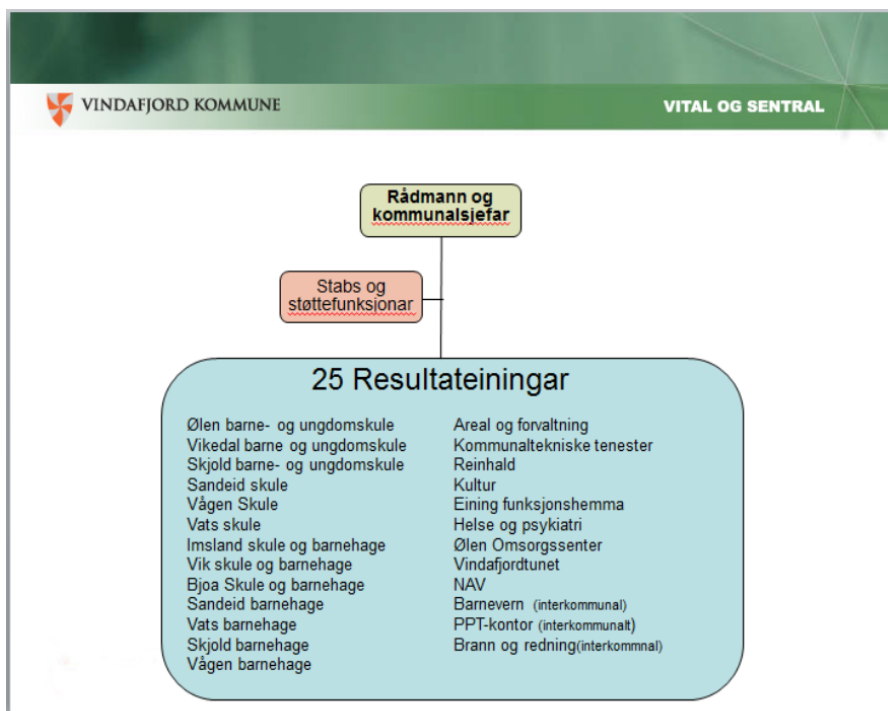 VINDAFJORD KOMMUNE
VITAL OG SENTRAL
Rådmann og
kommunalsjefar
Stabs og
støttefunksjonar
25 Resultateiningar
Ølen barne- og ungdomskule
Vikedal barne og ungdomskule
Skjold barne- og ungdomskule
Sandeid skule
Vågen Skule
Vats skule
Imsland skule og barnehage
Vik skule og barnehage
Bjoa Skule og barnehage
Sandeid barnehage
Vats barnehage
Skjold barnehage
Vågen barnehage
Areal og forvaltning
Kommunaltekniske tenester
Reinhald
Kultur
Eining funksjonshemma
Helse og psykiatri
Ølen Omsorgssenter
Vindafjordtunet
NAV
Barnevern (interkommunal)
PPT-kontor (interkommunalt)
Brann og redning(interkommnal)